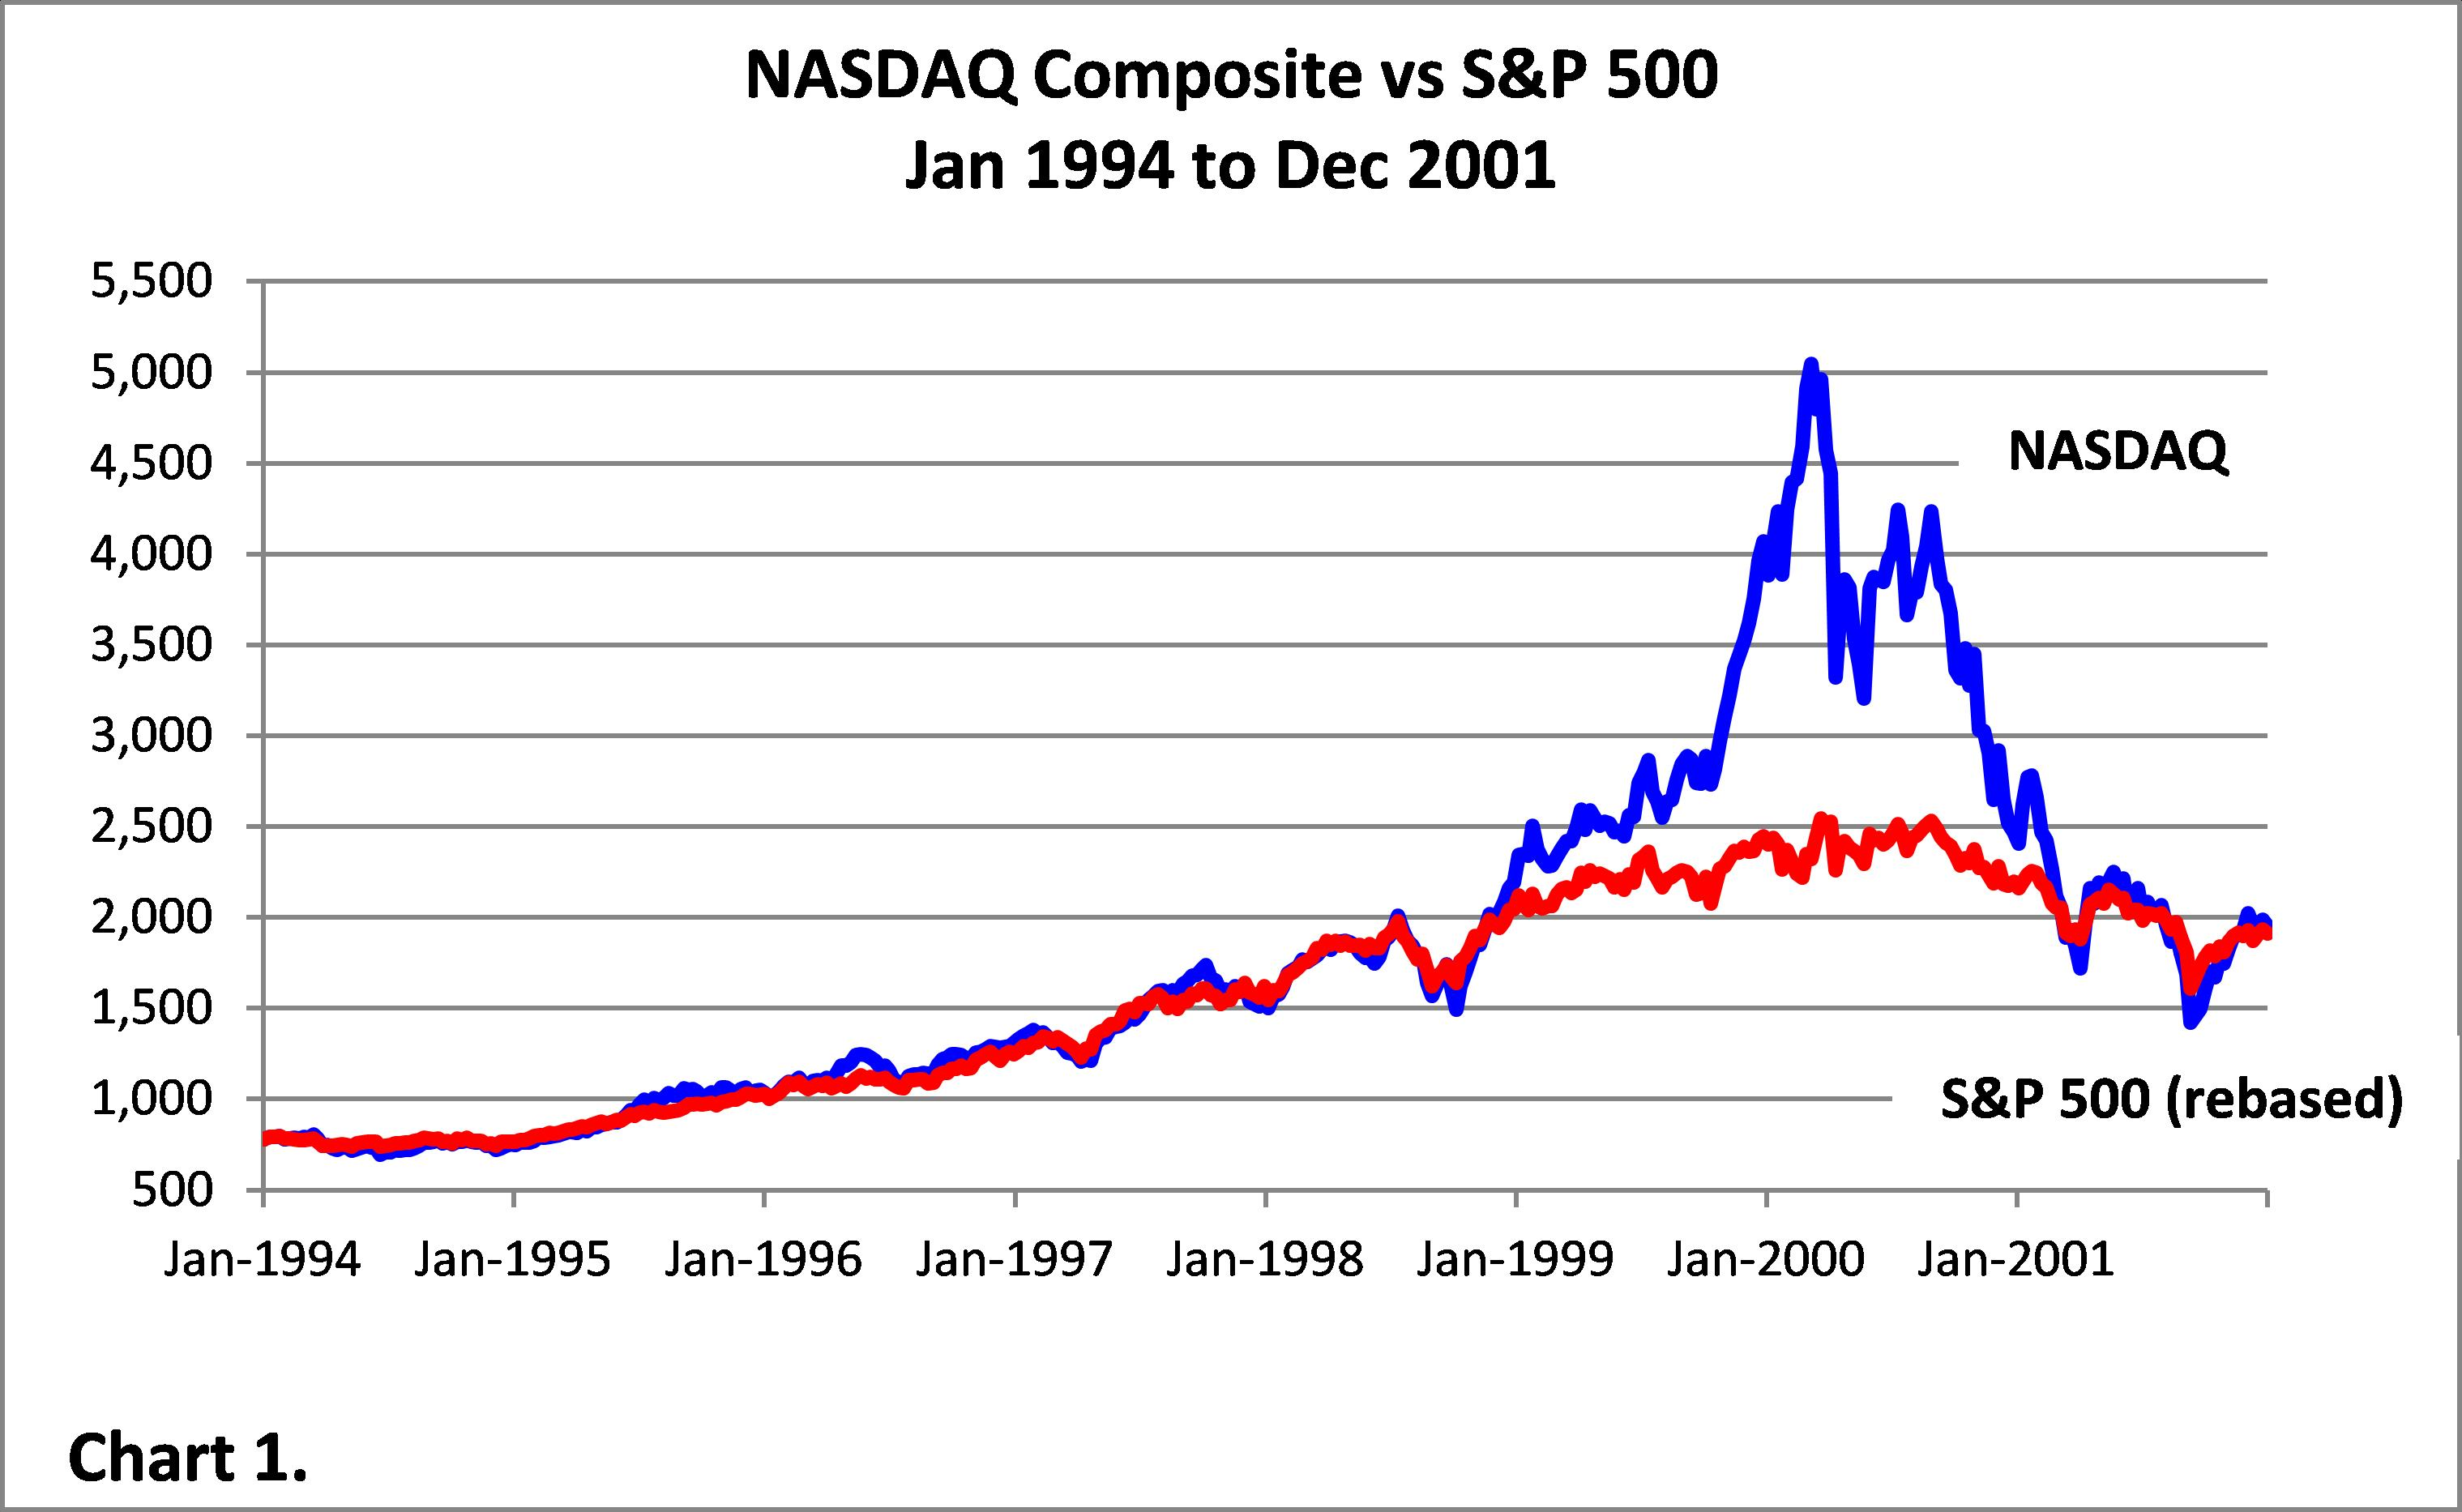 NASDAQ Composite vs S&P 500
Jan 1994 to Dec 2001
5,500
5,000
4,500
NASDAQ
4,000
3,500
3,000
2,500
2,000
1,500
1,000
S&P 500 (rebased)
500
Jan-1994 Jan-1995 Jan-1996 Jan-1997 Jan-1998 Jan-1999 Jan-2000 Jan-2001
Chart 1.